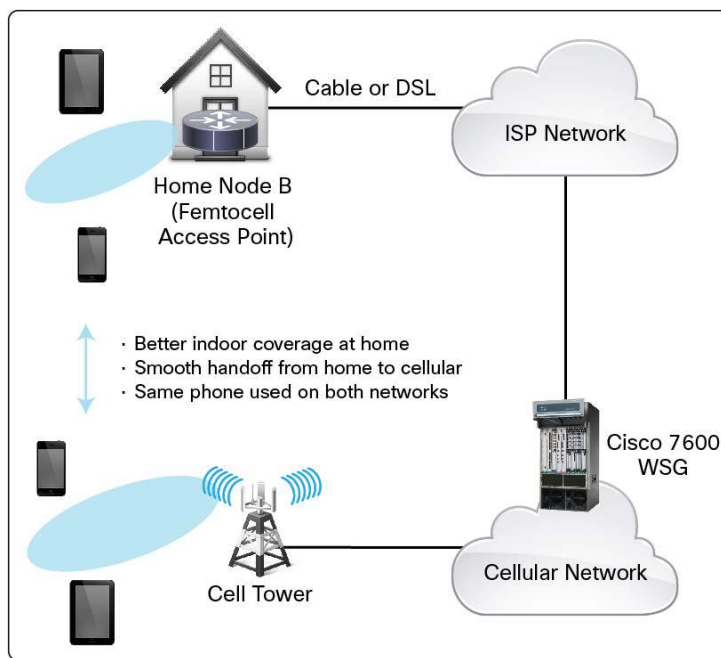 Cable or DSL
ISP Network
Home Node B
(Femtocell
Access Point)
· Better indoor coverage at home
· Smooth handoff from home to cellular
· Same phone used on both networks
Cisco 7600
WSG
Cell Tower
Cellular Network